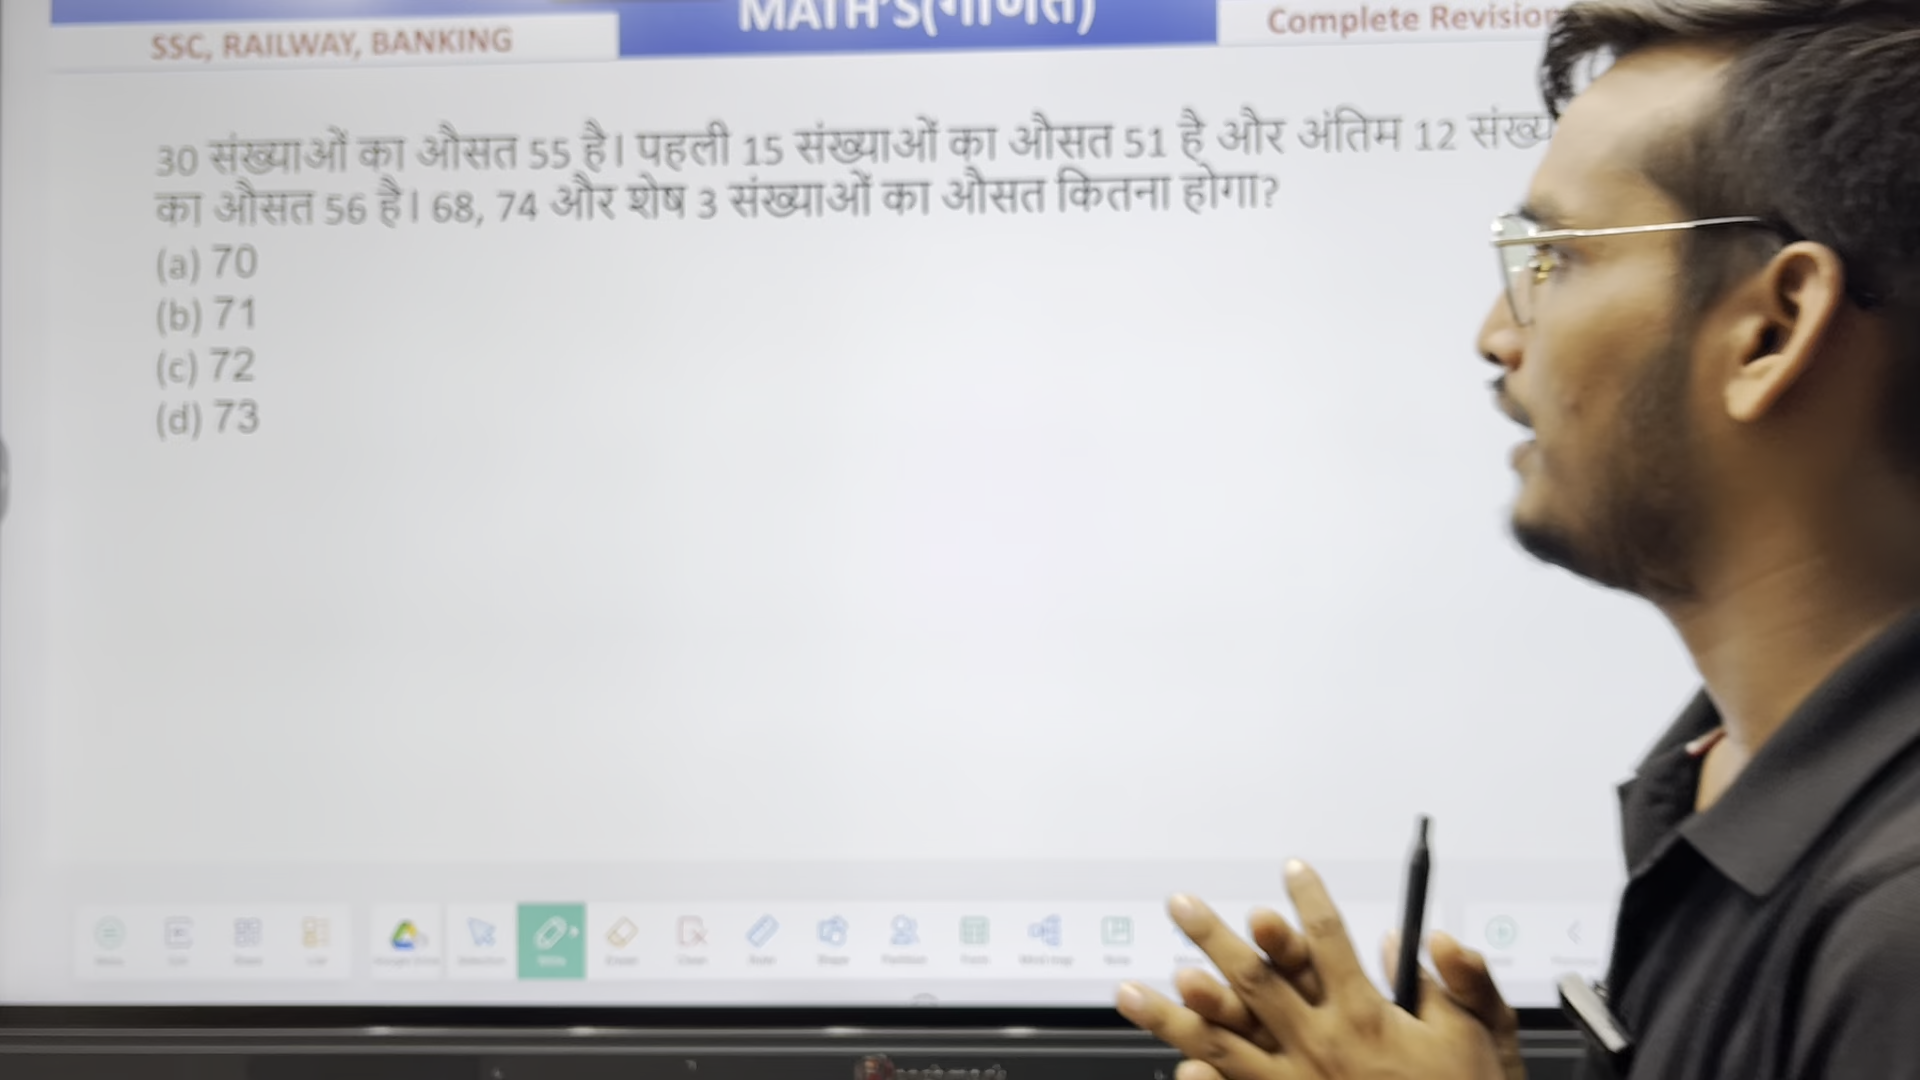 SSC, RAILWAY, BANKING
MATH'S(गणित)
Complete Revision
30 संख्याओं का औसत 55 है। पहली 15 संख्याओं का औसत 51 है और अंतिम 12
का औसत 56 है। 68, 74 और शेष 3 संख्याओं का औसत कितना होगा?
(a) 70
(b) 71
(c) 72
(d) 73